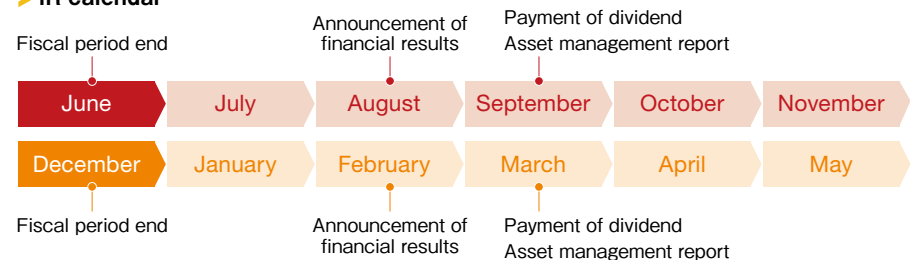 IR calendar
Fiscal period end
Announcement of
financial results
Payment of dividend
Asset management report
June July August September October November
December January February March April May
Fiscal period end
Announcement of
financial results
Payment of dividend
Asset management report